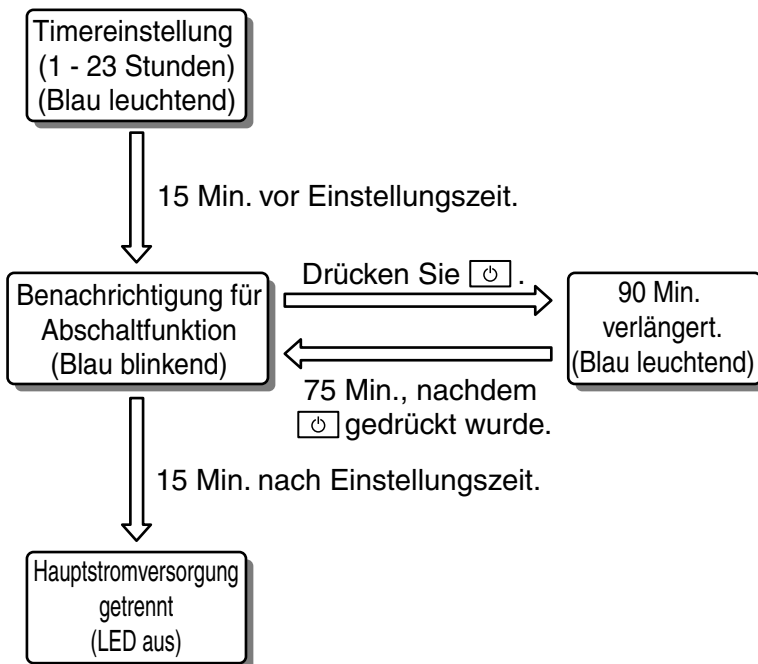 Timereinstellung
(1 - 23 Stunden)
(Blau leuchtend)
15 Min. vor Einstellungszeit.
Benachrichtigung für
Abschaltfunktion
(Blau blinkend)
Drücken Sie ⏻ .
90 Min.
verlängert.
(Blau leuchtend)
75 Min., nachdem
⏻ gedrückt wurde.
15 Min. nach Einstellungszeit.
Hauptstromversorgung
getrennt
(LED aus)